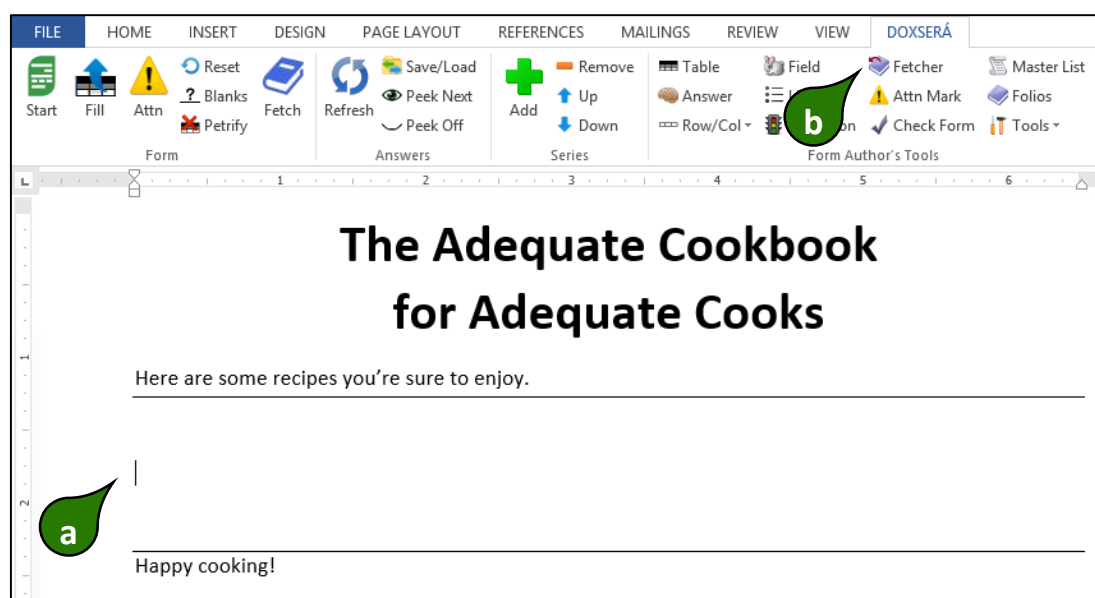 FILE HOME INSERT DESIGN PAGE LAYOUT REFERENCES MAILINGS REVIEW VIEW DOXSERÁ
Reset Save/Load Remove Table Field Fetcher Master List
? Blanks Peek Next Up Answer Attn Mark Folios
Start Fill Attn Petrify Fetch Refresh Peek Off Add Down Row/Col b Check Form Tools
Form Answers Series Form Author's Tools
L 1 2 3 4 5 6
The Adequate Cookbook
for Adequate Cooks
1
Here are some recipes you're sure to enjoy.
2
a
Happy cooking!